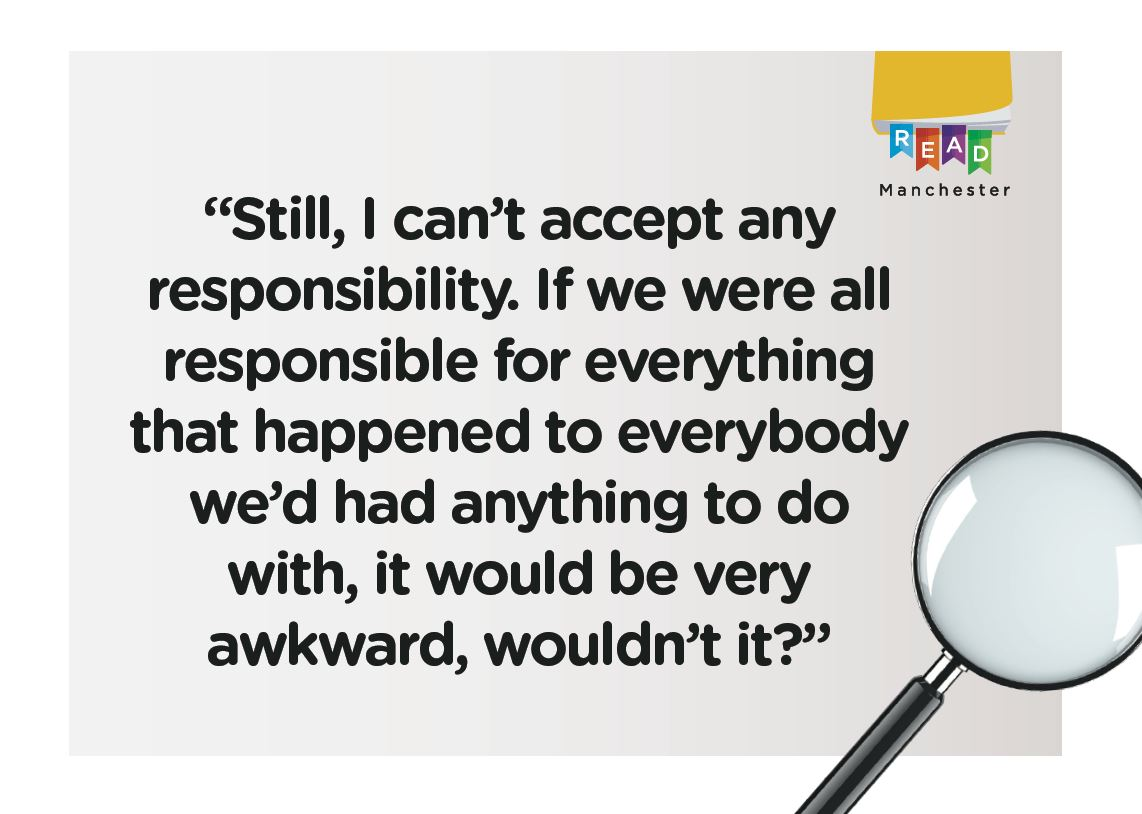 READ
Manchester
“Still, I can’t accept any
responsibility. If we were all
responsible for everything
that happened to everybody
we’d had anything to do
with, it would be very
awkward, wouldn’t it?”